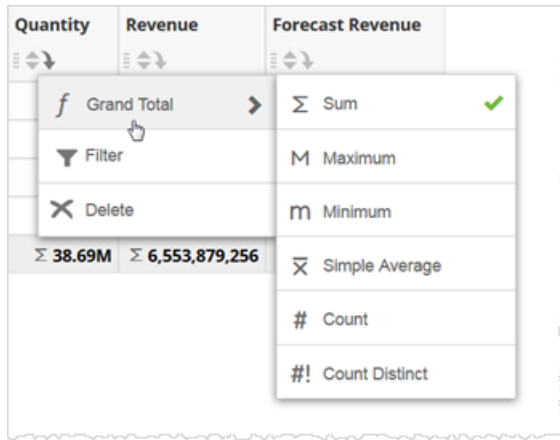 Quantity Revenue Forecast Revenue
f Grand Total
Filter
Delete
Σ 38.69M Σ 6,553,879,256
Σ Sum
M Maximum
m Minimum
x̅ Simple Average
# Count
#! Count Distinct